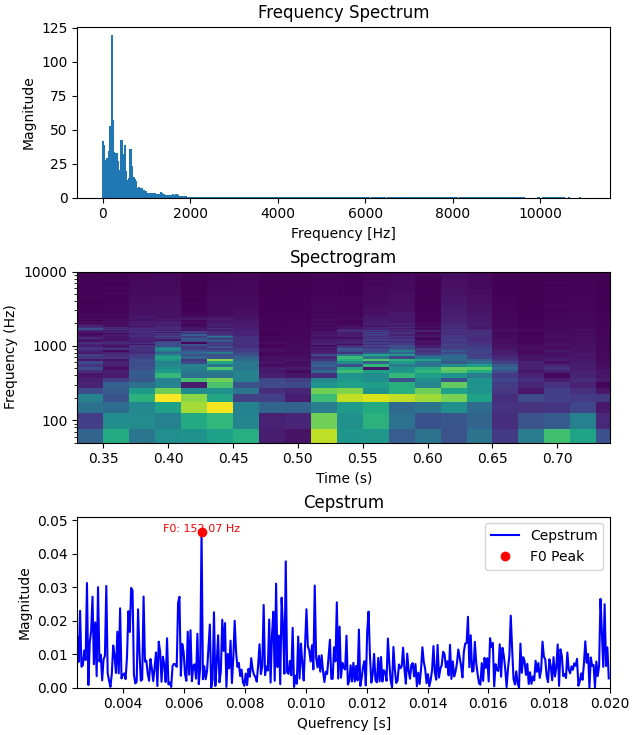 Frequency Spectrum
125
100
75
50
25
0
Magnitude
0 2000 4000 6000 8000 10000
Frequency [Hz]
Spectrogram
10000
1000
100
Frequency (Hz)
0.35 0.40 0.45 0.50 0.55 0.60 0.65 0.70
Time (s)
Cepstrum
0.05
0.04
0.03
0.02
0.01
0.00
Magnitude
F0: 152.07 Hz
Cepstrum
F0 Peak
0.004 0.006 0.008 0.010 0.012 0.014 0.016 0.018 0.020
Quefrency [s]